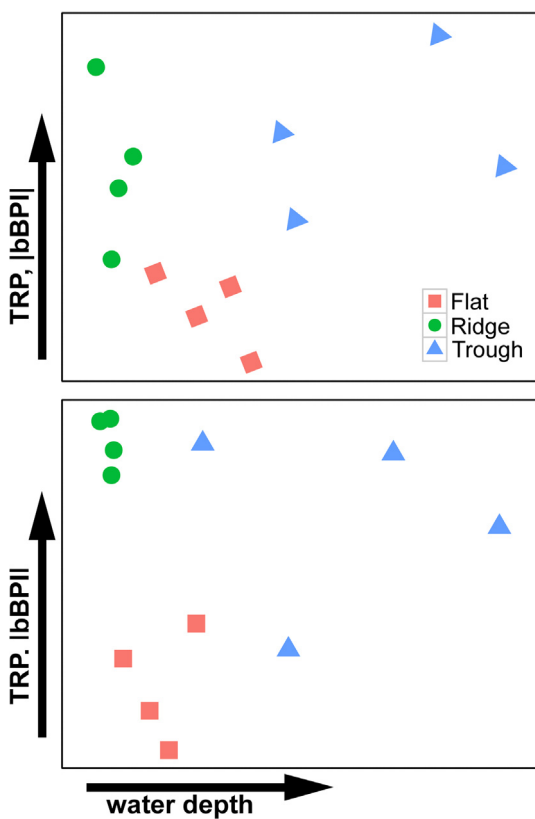 TRP, |bBPI|
Flat
Ridge
Trough
TRP. |bBPI|
water depth